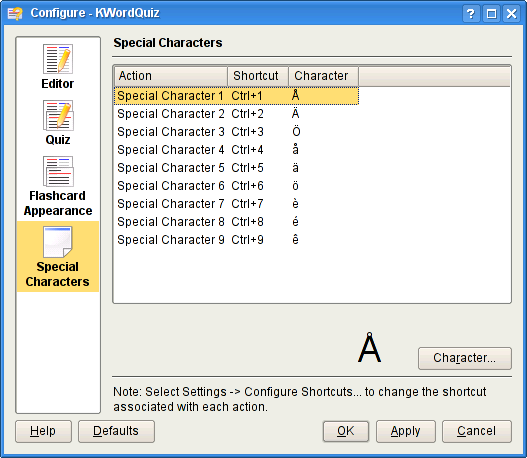 Configure - KWordQuiz
Editor
Quiz
Flashcard
Appearance
Special
Characters
Special Characters
Action Shortcut Character
Special Character 1 Ctrl+1 Å
Special Character 2 Ctrl+2 Ä
Special Character 3 Ctrl+3 Ö
Special Character 4 Ctrl+4 å
Special Character 5 Ctrl+5 ä
Special Character 6 Ctrl+6 ö
Special Character 7 Ctrl+7 è
Special Character 8 Ctrl+8 é
Special Character 9 Ctrl+9 ê
Å
Character...
Note: Select Settings -> Configure Shortcuts... to change the shortcut
associated with each action.
Help Defaults OK Apply Cancel